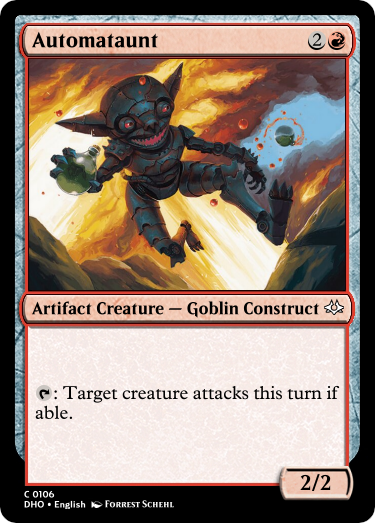 Automataunt 2
Artifact Creature — Goblin Construct
: Target creature attacks this turn if
able.
2/2
C 0106
DHO • English Forrest Schehl